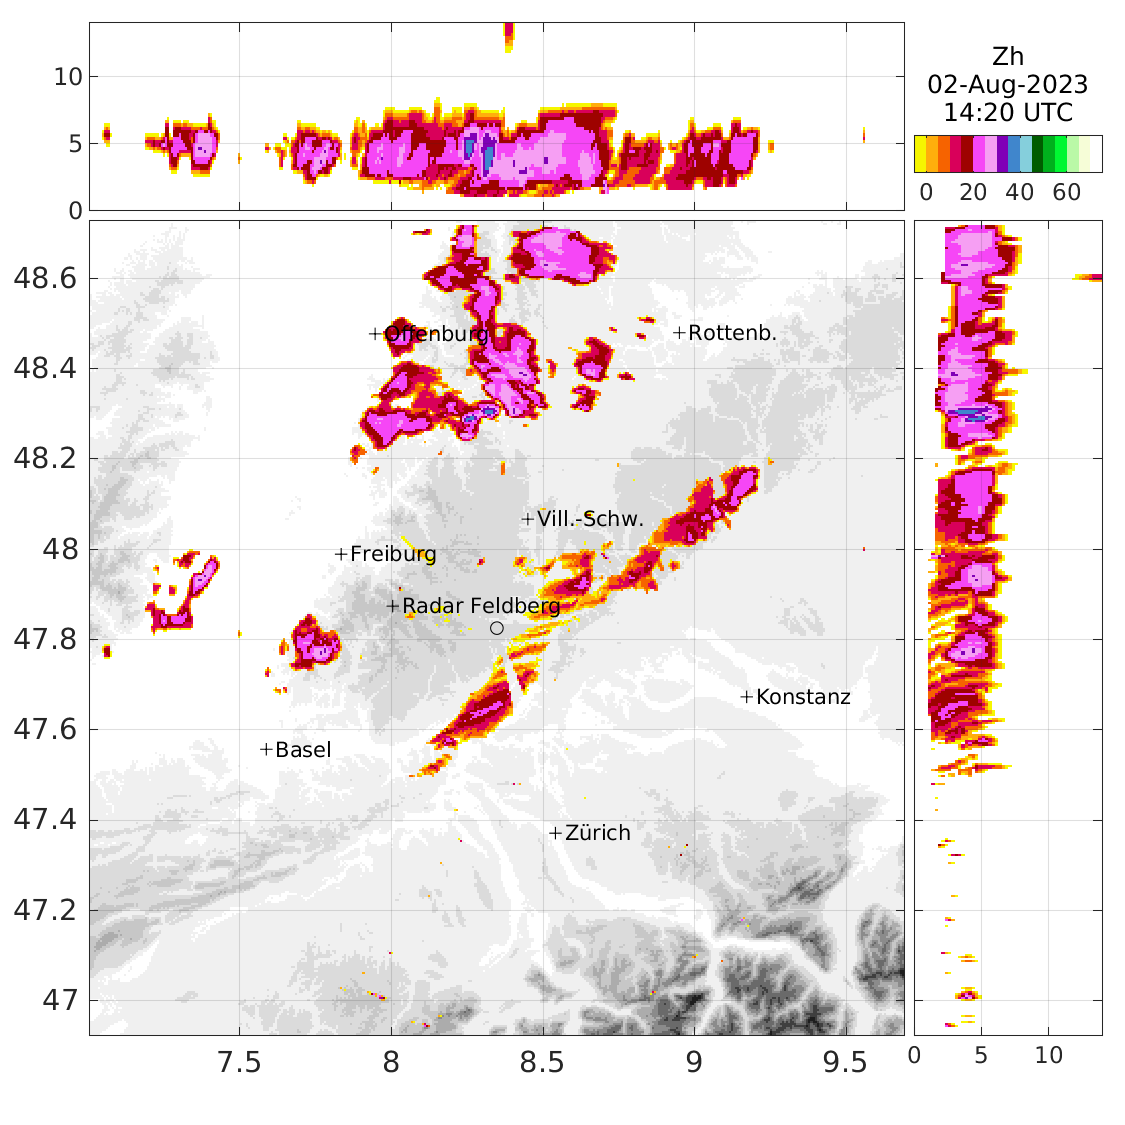 10
5
0
Zh
02-Aug-2023
14:20 UTC
0 20 40 60
48.6
48.4
48.2
48
47.8
47.6
47.4
47.2
47
+Offenburg
+Rottenb.
+Vill.-Schw.
+Freiburg
+Radar Feldberg
+Konstanz
+Basel
+Zürich
7.5 8 8.5 9 9.5
0 5 10